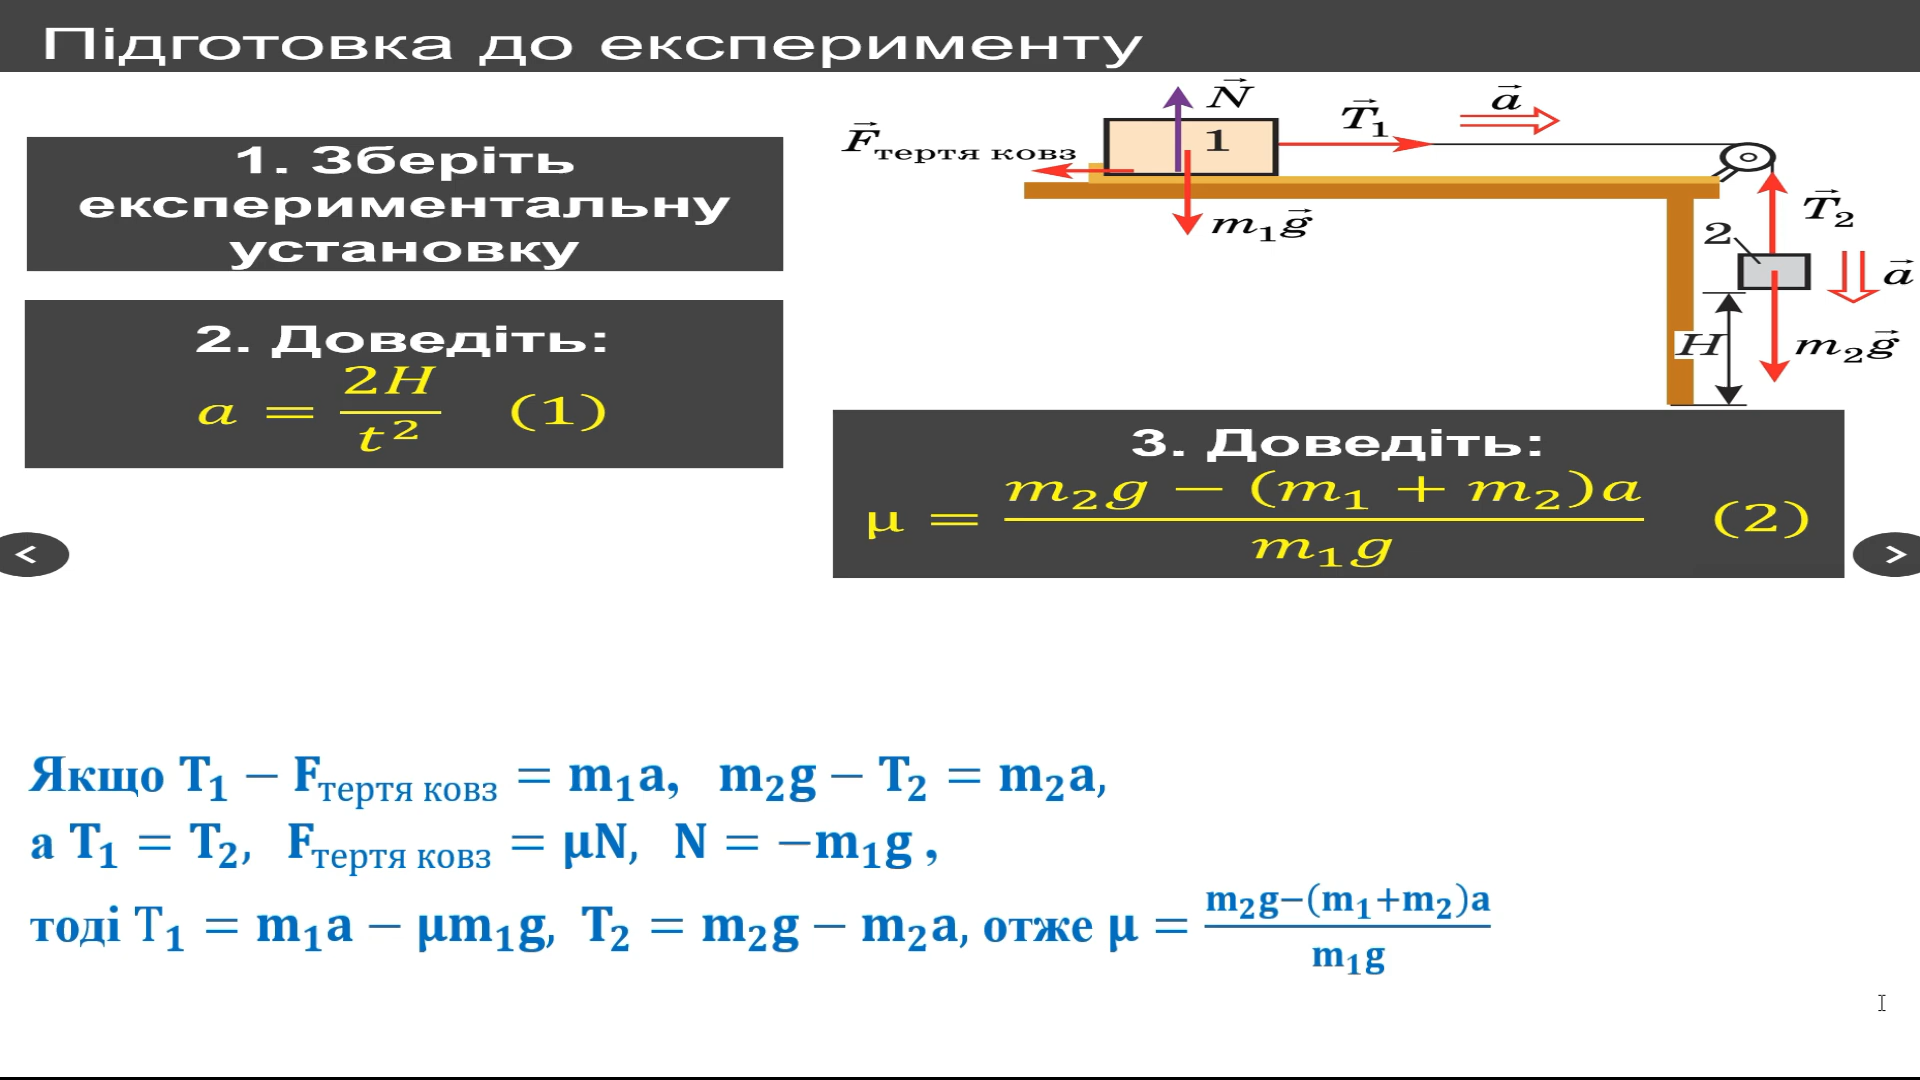 Підготовка до експерименту
1. Зберіть
експериментальну
установку
2. Доведіть:
a = 2H/t² (1)
N⃗
T⃗₁
a⃗
F⃗тертя ковз
1
m₁g⃗
T⃗₂
2
a⃗
H
m₂g⃗
3. Доведіть:
μ = (m₂g − (m₁ + m₂)a)/(m₁g) (2)
<
>
Якщо T₁ − Fтертя ковз = m₁a, m₂g − T₂ = m₂a,
а T₁ = T₂, Fтертя ковз = μN, N = −m₁g ,
тоді T₁ = m₁a − μm₁g, T₂ = m₂g − m₂a, отже μ = (m₂g−(m₁+m₂)a)/(m₁g)